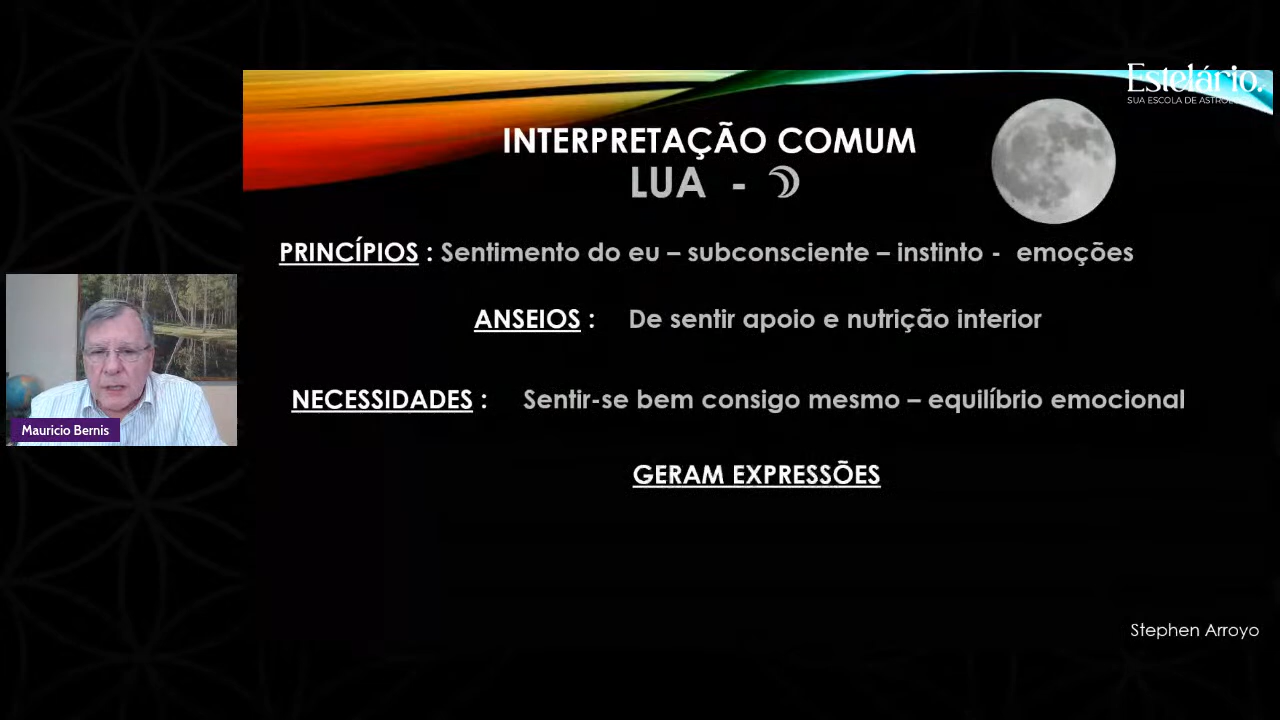 Estelário.
SUA ESCOLA DE ASTROLOGIA
INTERPRETAÇÃO COMUM
LUA - ☽
PRINCÍPIOS : Sentimento do eu – subconsciente – instinto - emoções
ANSEIOS : De sentir apoio e nutrição interior
NECESSIDADES : Sentir-se bem consigo mesmo – equilíbrio emocional
GERAM EXPRESSÕES
Mauricio Bernis
Stephen Arroyo